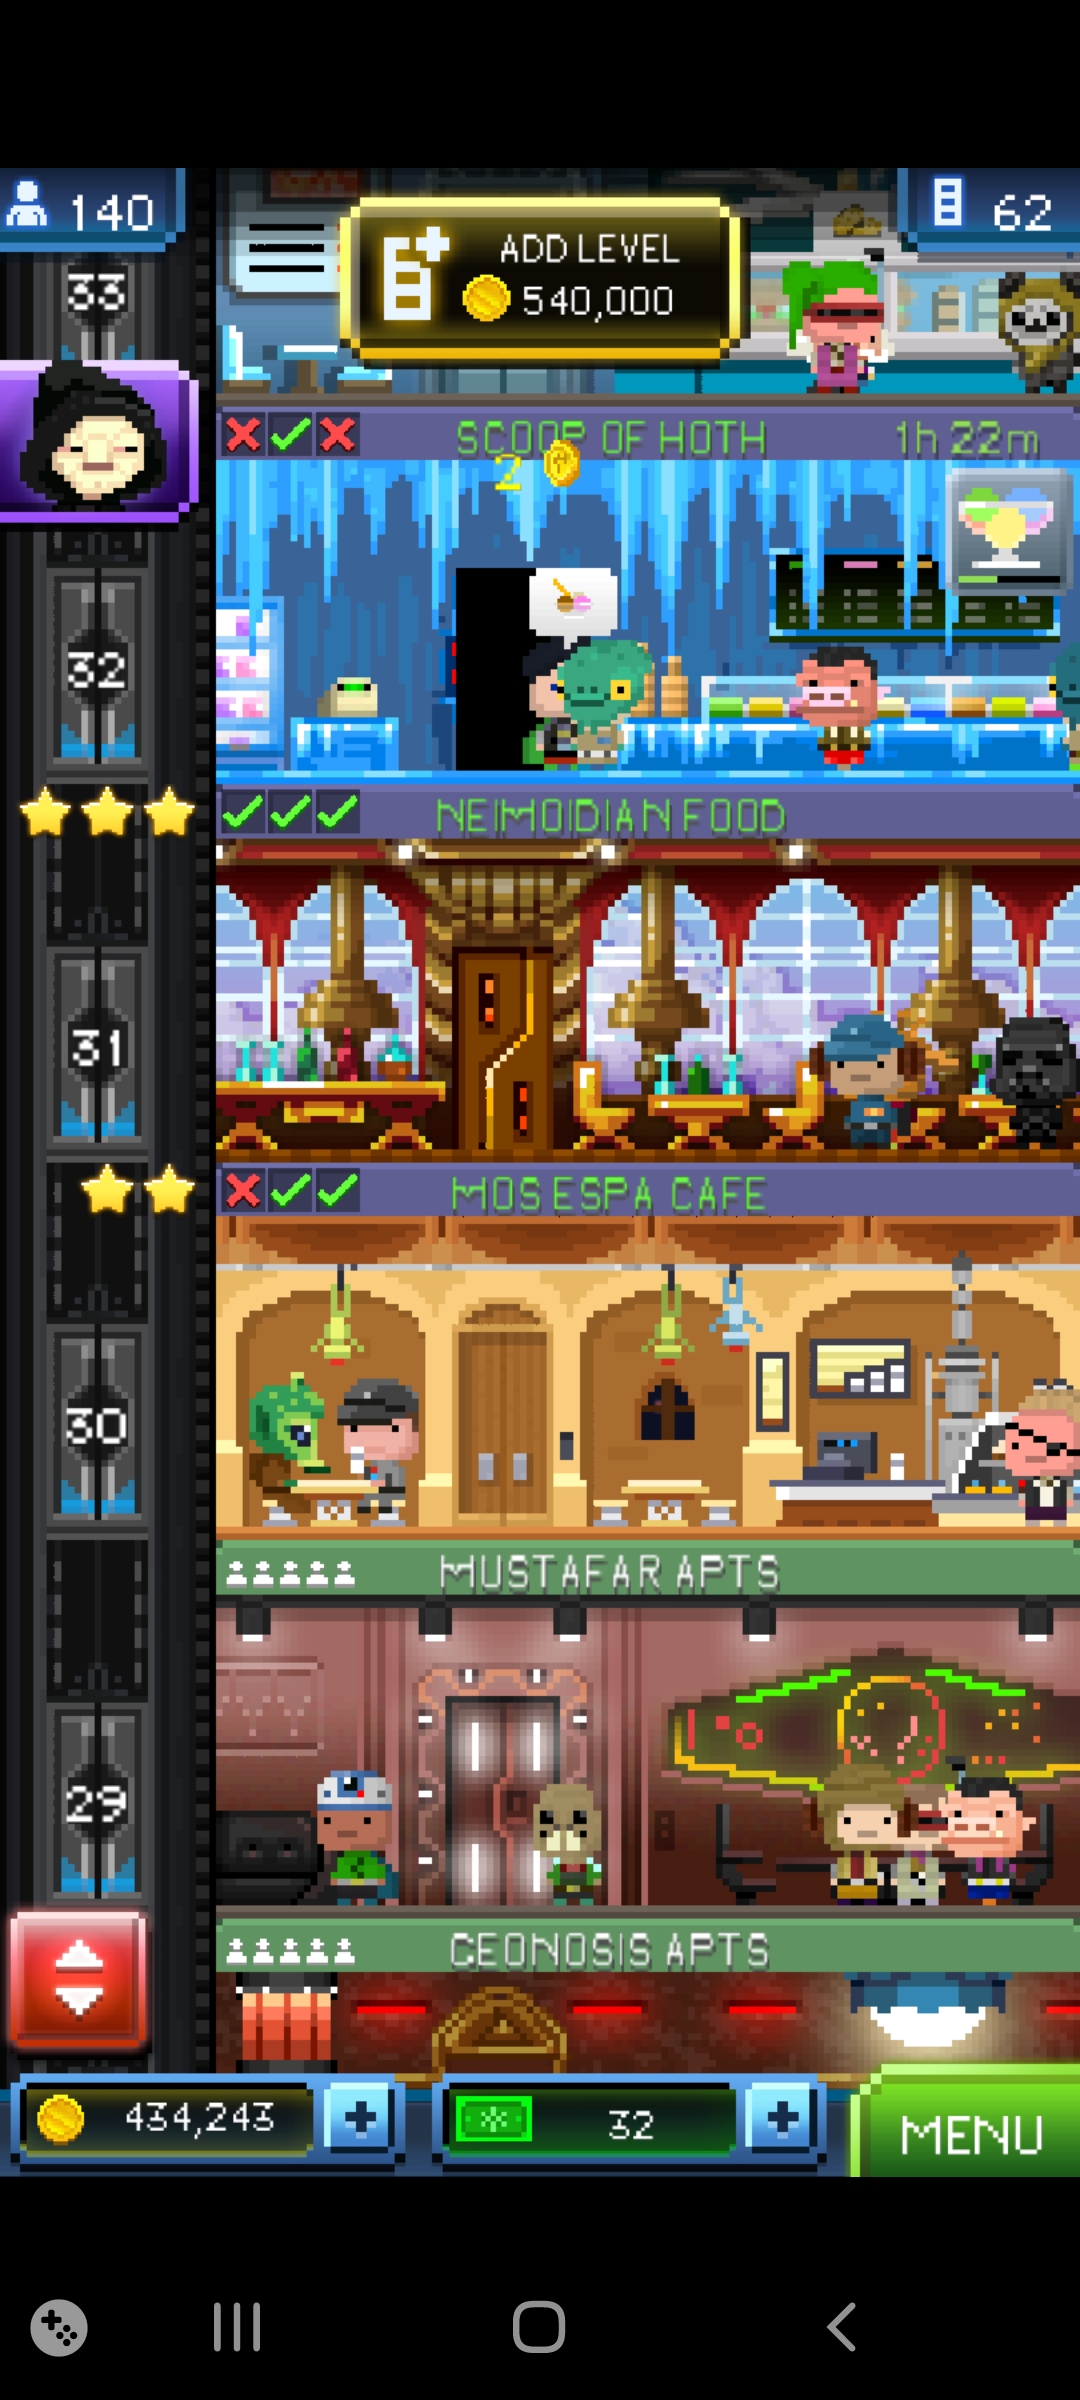 140
ADD LEVEL
540,000
62
33
SCOOP OF HOTH
1h 22m
2
32
NEIMOIDIAN FOOD
31
MOS ESPA CAFE
30
MUSTAFAR APTS
29
GEONOSIS APTS
434,243
32
MENU